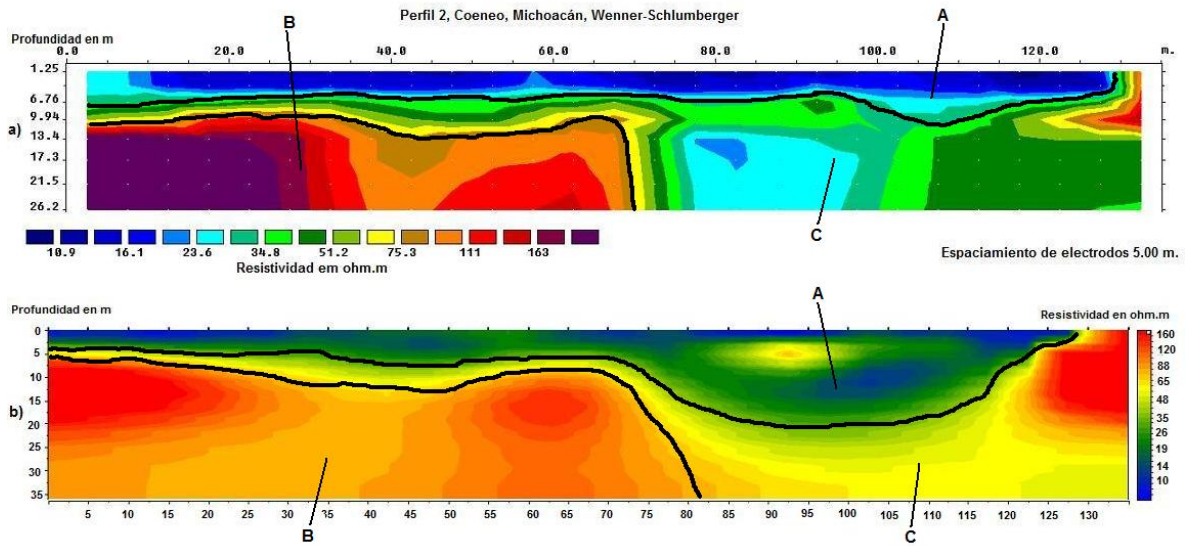 Perfil 2, Coeneo, Michoacán, Wenner-Schlumberger
B
A
Profundidad en m
0.0 20.0 40.0 60.0 80.0 100.0 120.0 m.
1.25
6.76
9.94
13.4
17.3
21.5
26.2
a)
C
10.9 16.1 23.6 34.8 51.2 75.3 111 163
Resistividad em ohm.m
Espaciamiento de electrodos 5.00 m.
Profundidad en m
A
Resistividad en ohm.m
0
5
10
15
20
25
30
35
b)
160
120
88
65
48
35
26
19
14
10
5 10 15 20 25 30 35 40 45 50 55 60 65 70 75 80 85 90 95 100 105 110 115 120 125 130
B
C